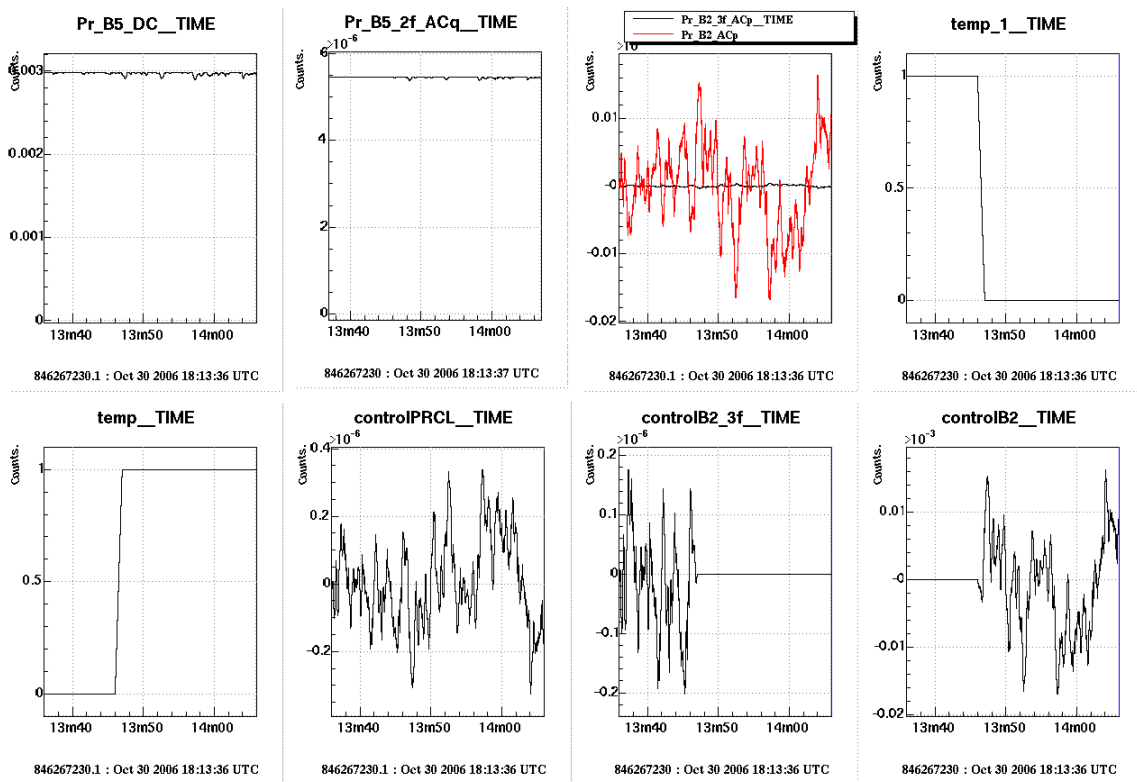 Pr_B5_DC__TIME
Counts.
0.003
0.002
0.001
0
13m40 13m50 14m00
846267230.1 : Oct 30 2006 18:13:36 UTC
Pr_B5_2f_ACq__TIME
Counts.
6
4
2
0
13m40 13m50 14m00
846267230 : Oct 30 2006 18:13:37 UTC
Pr_B2_3f_ACp__TIME
Pr_B2_ACp
Counts.
0.01
-0
-0.01
-0.02
13m40 13m50 14m00
846267230.1 : Oct 30 2006 18:13:36 UTC
temp_1__TIME
Counts.
1
0.5
0
13m40 13m50 14m00
846267230 : Oct 30 2006 18:13:36 UTC
temp__TIME
Counts.
1
0.5
0
13m40 13m50 14m00
846267230.1 : Oct 30 2006 18:13:36 UTC
controlPRCL__TIME
Counts.
0.4
0.2
-0
-0.2
13m40 13m50 14m00
846267230.1 : Oct 30 2006 18:13:36 UTC
controlB2_3f__TIME
>10^-6
Counts.
0.2
0.1
0
-0.1
-0.2
13m40 13m50 14m00
846267230 : Oct 30 2006 18:13:36 UTC
controlB2__TIME
>10^-3
Counts.
0.01
-0
-0.01
-0.02
13m40 13m50 14m00
846267230.1 : Oct 30 2006 18:13:36 UTC